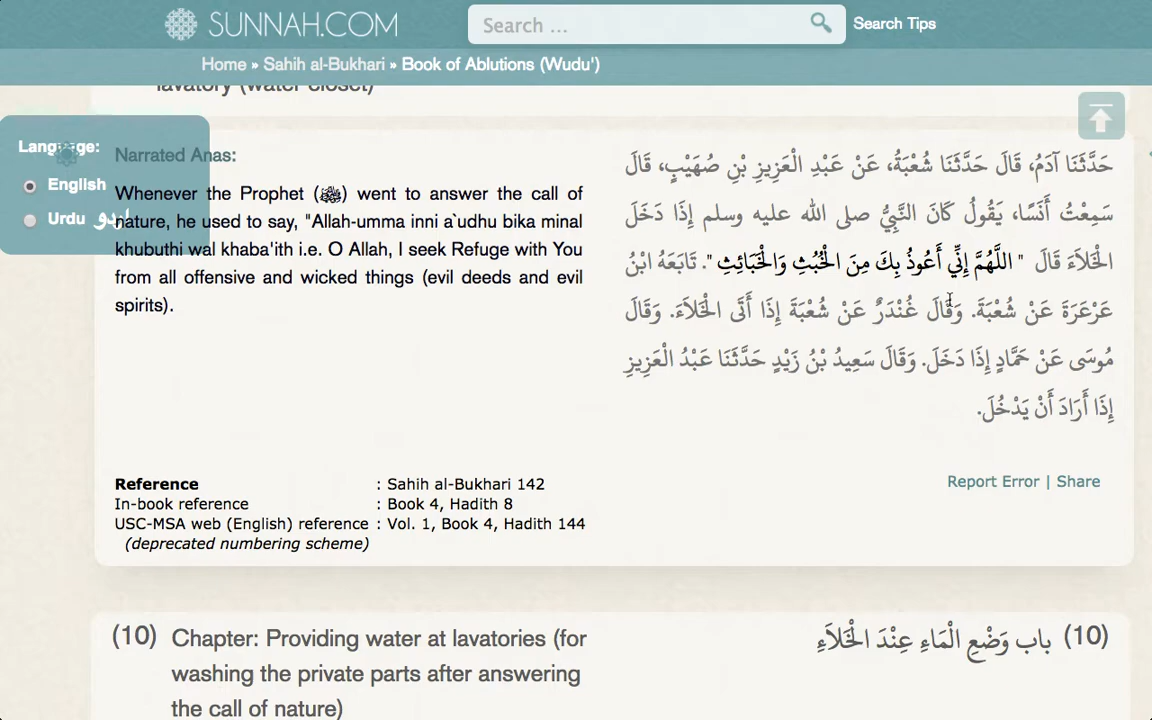 SUNNAH.COM
Search ...
Search Tips
Home » Sahih al-Bukhari » Book of Ablutions (Wudu')
lavatory (water closet)
Language:
English
Urdu اردو
Narrated Anas:
Whenever the Prophet (ﷺ) went to answer the call of
nature, he used to say, "Allah-umma inni a`udhu bika minal
khubuthi wal khaba'ith i.e. O Allah, I seek Refuge with You
from all offensive and wicked things (evil deeds and evil
spirits).
حَدَّثَنَا آدَمُ، قَالَ حَدَّثَنَا شُعْبَةُ، عَنْ عَبْدِ الْعَزِيزِ بْنِ صُهَيْبٍ، قَالَ
سَمِعْتُ أَنَسًا، يَقُولُ كَانَ النَّبِيُّ صلى الله عليه وسلم إِذَا دَخَلَ
الْخَلاَءَ قَالَ ‏"‏ اللَّهُمَّ إِنِّي أَعُوذُ بِكَ مِنَ الْخُبُثِ وَالْخَبَائِثِ ‏"‏‏.‏ تَابَعَهُ ابْنُ
عَرْعَرَةَ عَنْ شُعْبَةَ‏.‏ وَقَالَ غُنْدَرٌ عَنْ شُعْبَةَ إِذَا أَتَى الْخَلاَءَ‏.‏ وَقَالَ
مُوسَى عَنْ حَمَّادٍ إِذَا دَخَلَ‏.‏ وَقَالَ سَعِيدُ بْنُ زَيْدٍ حَدَّثَنَا عَبْدُ الْعَزِيزِ
إِذَا أَرَادَ أَنْ يَدْخُلَ‏.‏
Reference : Sahih al-Bukhari 142
In-book reference : Book 4, Hadith 8
USC-MSA web (English) reference : Vol. 1, Book 4, Hadith 144
(deprecated numbering scheme)
Report Error | Share
(10) Chapter: Providing water at lavatories (for
washing the private parts after answering
the call of nature)
(10) باب وَضْعِ الْمَاءِ عِنْدَ الْخَلاَءِ